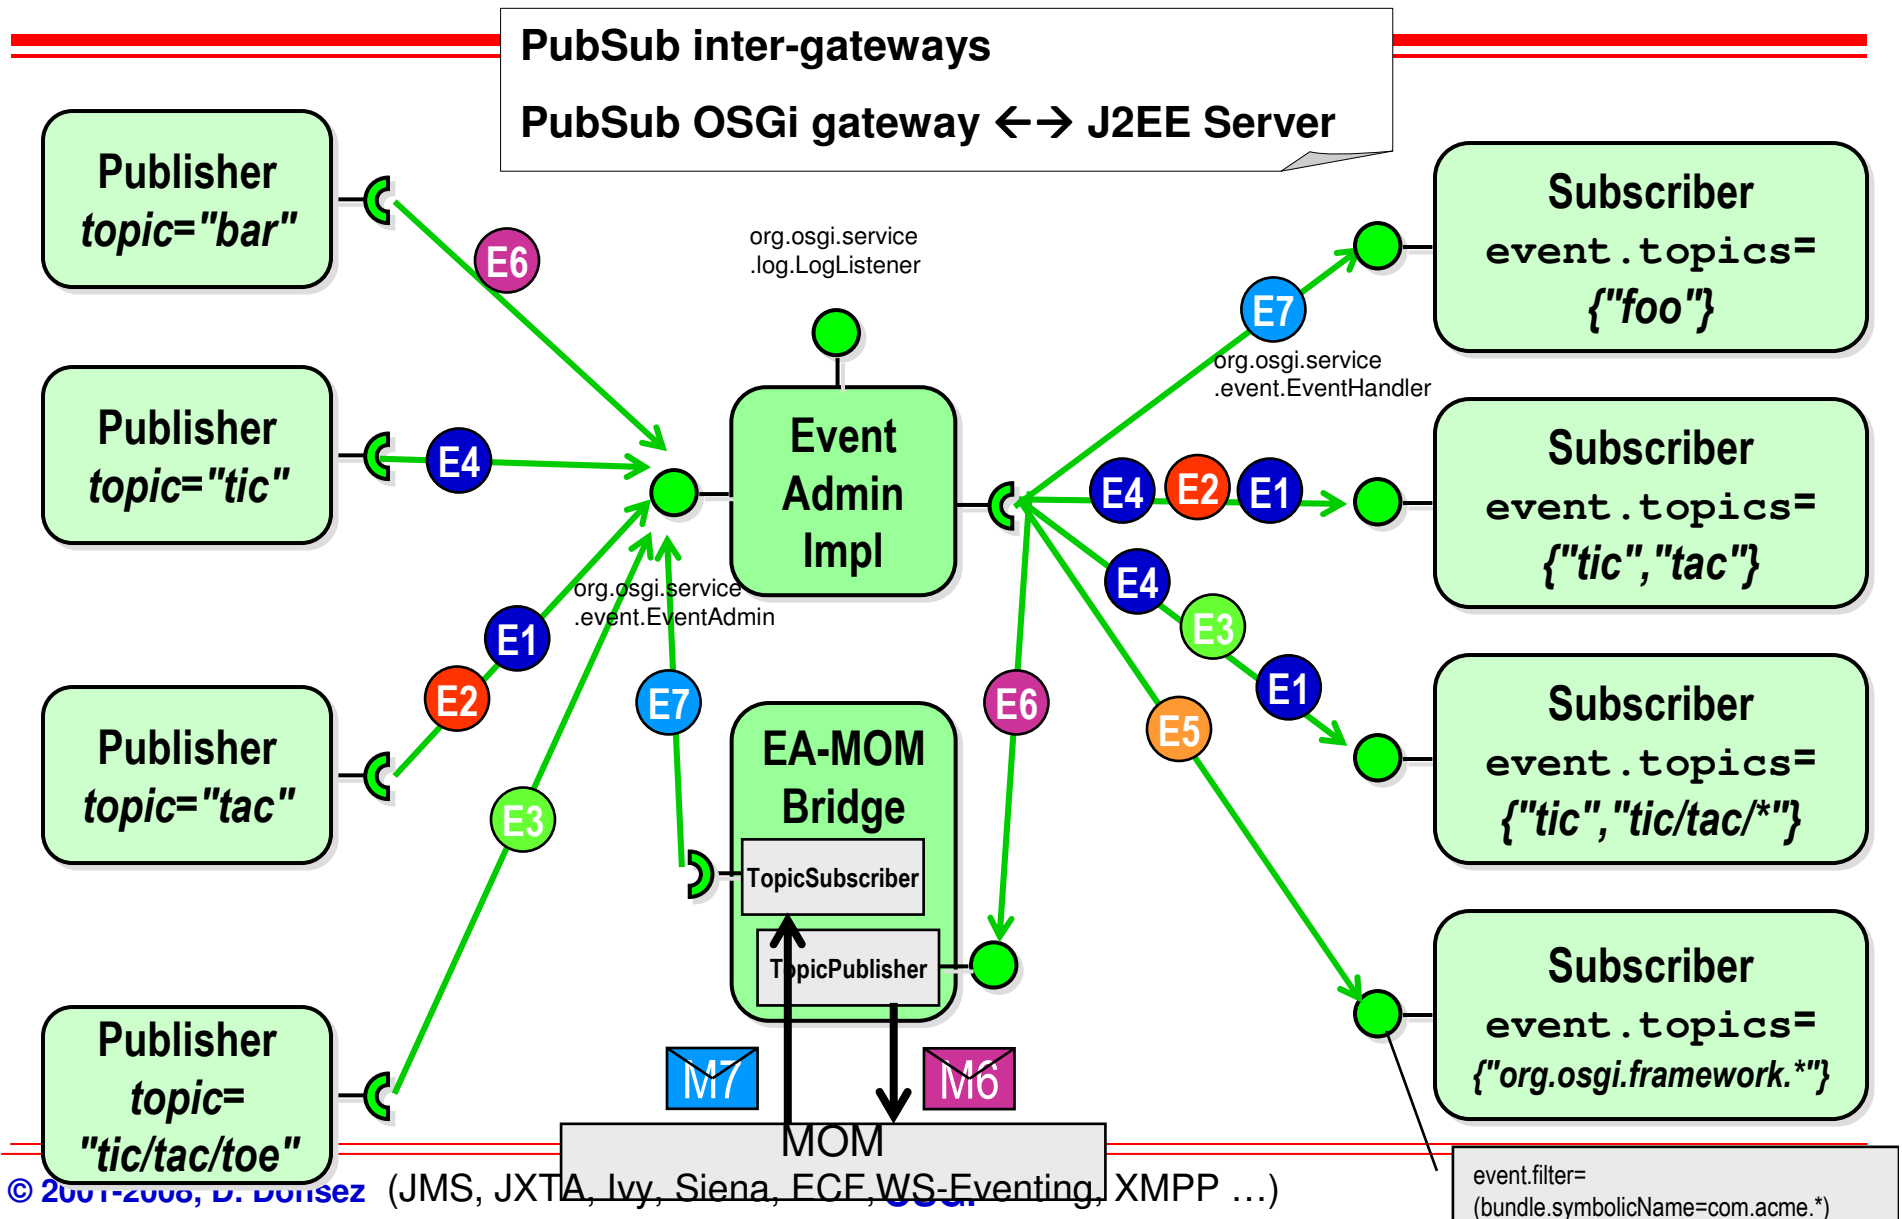 PubSub inter-gateways
PubSub OSGi gateway ←→ J2EE Server
Publisher
topic="bar"
E6
org.osgi.service
.log.LogListener
Subscriber
event.topics=
{"foo"}
E7
org.osgi.service
.event.EventHandler
Publisher
topic="tic"
E4
Event
Admin
Impl
E4 E2 E1
Subscriber
event.topics=
{"tic","tac"}
org.osgi.service
.event.EventAdmin
E1
E2
E4
E3
E1
Publisher
topic="tac"
E3
E7
EA-MOM
Bridge
TopicSubscriber
TopicPublisher
E6
E5
Subscriber
event.topics=
{"tic","tic/tac/*"}
Subscriber
event.topics=
{"org.osgi.framework.*"}
Publisher
topic=
"tic/tac/toe"
M7
M6
MOM
(JMS, JXTA, Ivy, Siena, ECF, WS-Eventing, XMPP …)
© 2001-2008, D. Donsez
OSGi
event.filter=
(bundle.symbolicName=com.acme.*)